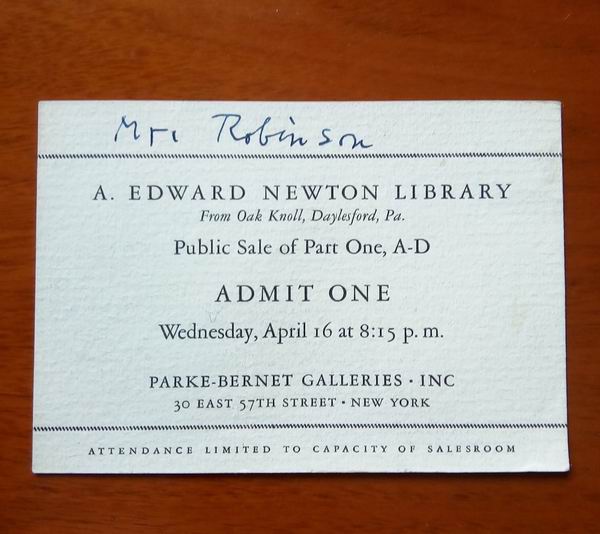 Mr. Robinson
A. EDWARD NEWTON LIBRARY
From Oak Knoll, Daylesford, Pa.
Public Sale of Part One, A-D
ADMIT ONE
Wednesday, April 16 at 8:15 p. m.
PARKE-BERNET GALLERIES · INC
30 EAST 57TH STREET · NEW YORK
ATTENDANCE LIMITED TO CAPACITY OF SALESROOM